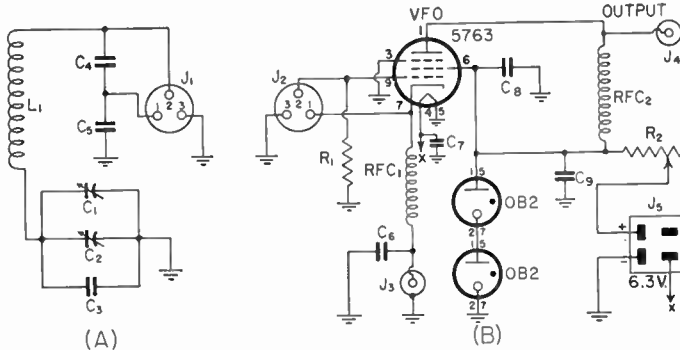 VFO
5763
OUTPUT
J4
C4
J1
2
1
3
L1
C5
C1
C2
C3
(A)
1
3
9
6
7
4
5
J2
3
2
1
C8
RFC2
R1
C7
X
RFC1
R2
1
5
C9
OB2
2
7
1
5
OB2
2
7
C6
J3
J5
+
–
6.3V.
X
(B)